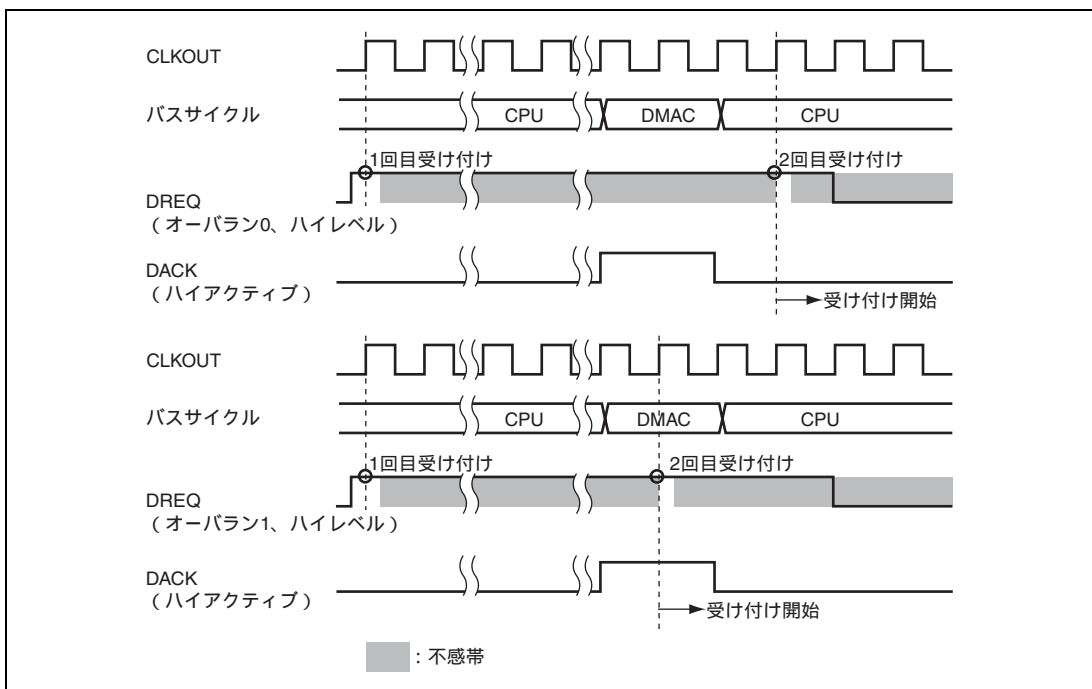 CLKOUT
バスサイクル
CPU
DMAC
CPU
1回目受け付け
2回目受け付け
DREQ
(オーバラン0、ハイレベル)
DACK
(ハイアクティブ)
受け付け開始
CLKOUT
バスサイクル
CPU
DMAC
CPU
1回目受け付け
2回目受け付け
DREQ
(オーバラン1、ハイレベル)
DACK
(ハイアクティブ)
受け付け開始
:不感帯